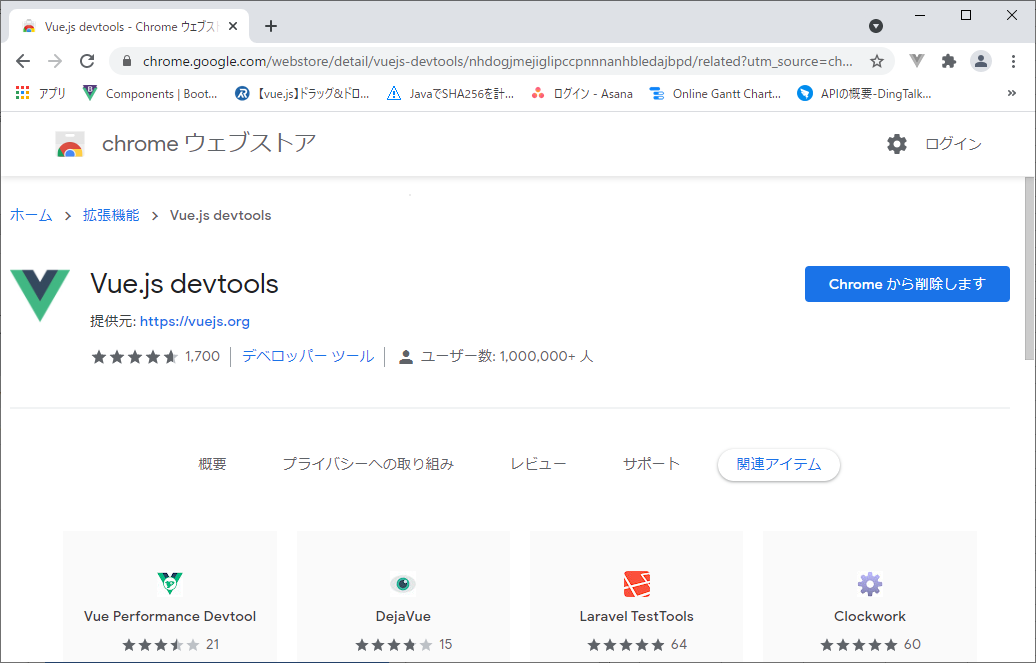 Vue.js devtools - Chrome ウェブス
chrome.google.com/webstore/detail/vuejs-devtools/nhdogjmejiglipccpnnnanhbledajbpd/related?utm_source=ch...
アプリ Components | Boot... 【vue.js】ドラッグ&ドロ... JavaでSHA256を計... ログイン - Asana Online Gantt Chart... APIの概要-DingTalk... »
chrome ウェブストア ログイン
ホーム > 拡張機能 > Vue.js devtools
Vue.js devtools
Chrome から削除します
提供元: https://vuejs.org
1,700 デベロッパー ツール ユーザー数: 1,000,000+ 人
概要 プライバシーへの取り組み レビュー サポート 関連アイテム
Vue Performance Devtool DejaVue Laravel TestTools Clockwork
21 15 64 60